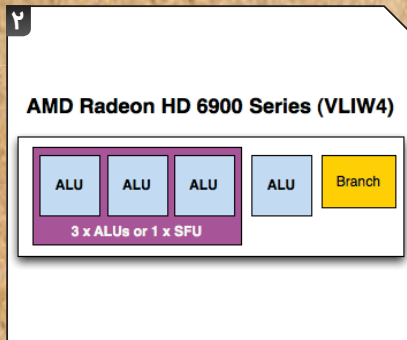 ۲
AMD Radeon HD 6900 Series (VLIW4)
ALU ALU ALU ALU Branch
3 x ALUs or 1 x SFU